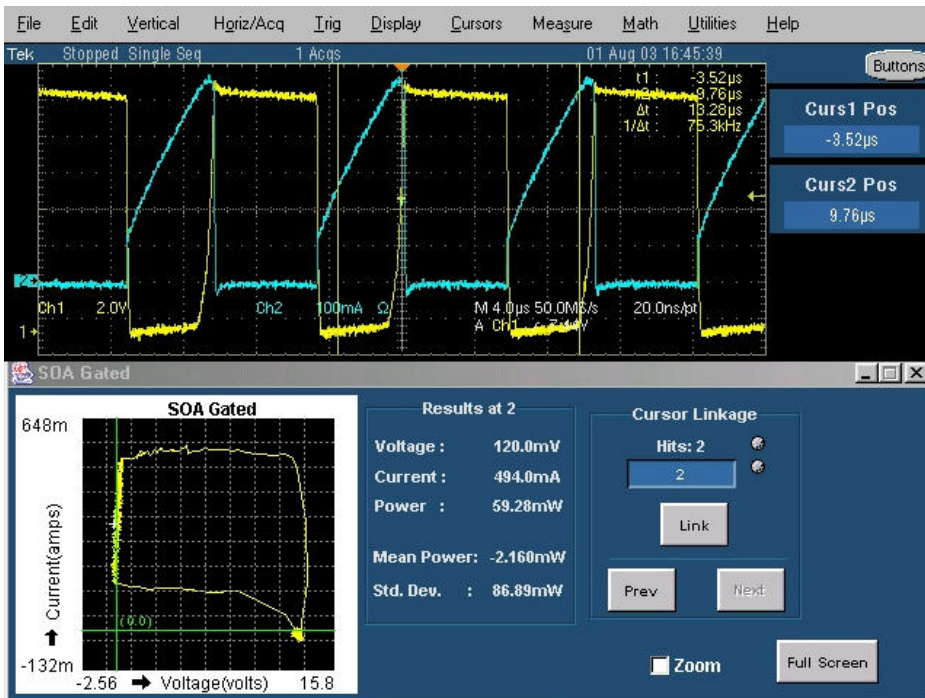 File Edit Vertical Horiz/Acq Trig Display Cursors Measure Math Utilities Help
Tek Stopped Single Seq 1 Acqs 01 Aug 03 16:45:39
Buttons
t1 : -3.52µs
9.76µs
Δt : 13.28µs
1/Δt : 75.3kHz
Curs1 Pos
-3.52µs
Curs2 Pos
9.76µs
2
Ch1 2.0V Ch2 100mA Ω M 4.0µs 50.0MS/s 20.0ns/pt
A Ch1
1
SOA Gated
SOA Gated
648m
Current(amps)
(0,0)
-132m
-2.56 Voltage(volts) 15.8
Results at 2
Voltage : 120.0mV
Current : 494.0mA
Power : 59.28mW
Mean Power: -2.160mW
Std. Dev. : 86.89mW
Cursor Linkage
Hits: 2
2
Link
Prev Next
Zoom
Full Screen